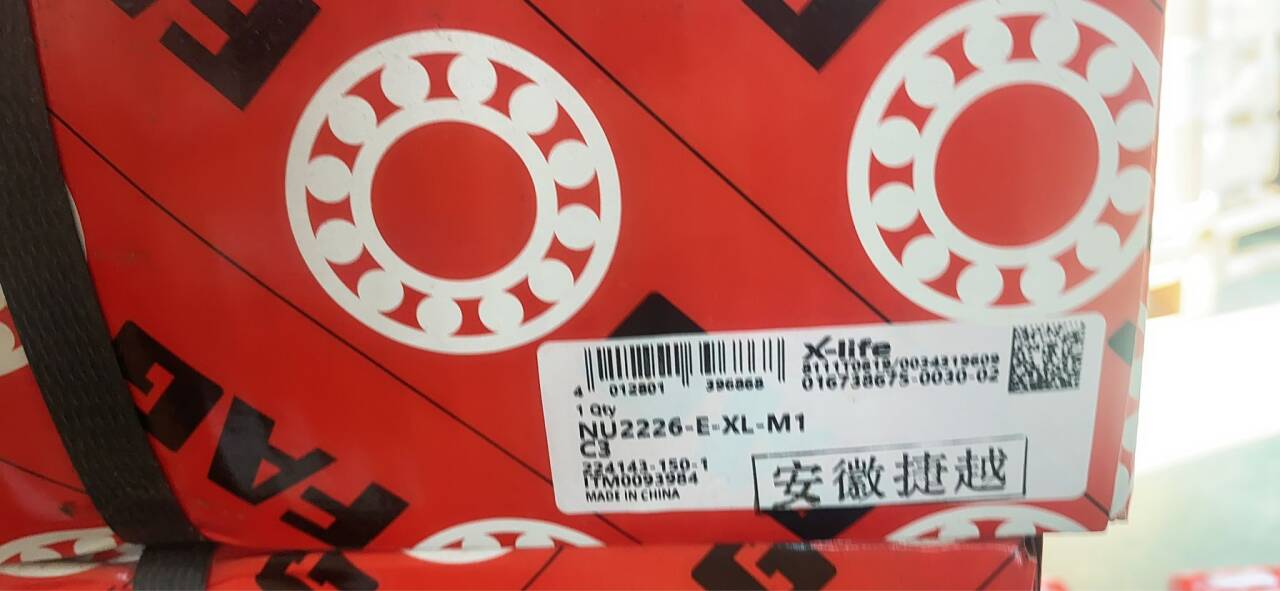 FAG
4 012801 396868
X-life
016738675-0030-02
1 Qty
NU2226-E-XL-M1
C3
224143-150-1
ITM0093984
MADE IN CHINA
安徽捷越